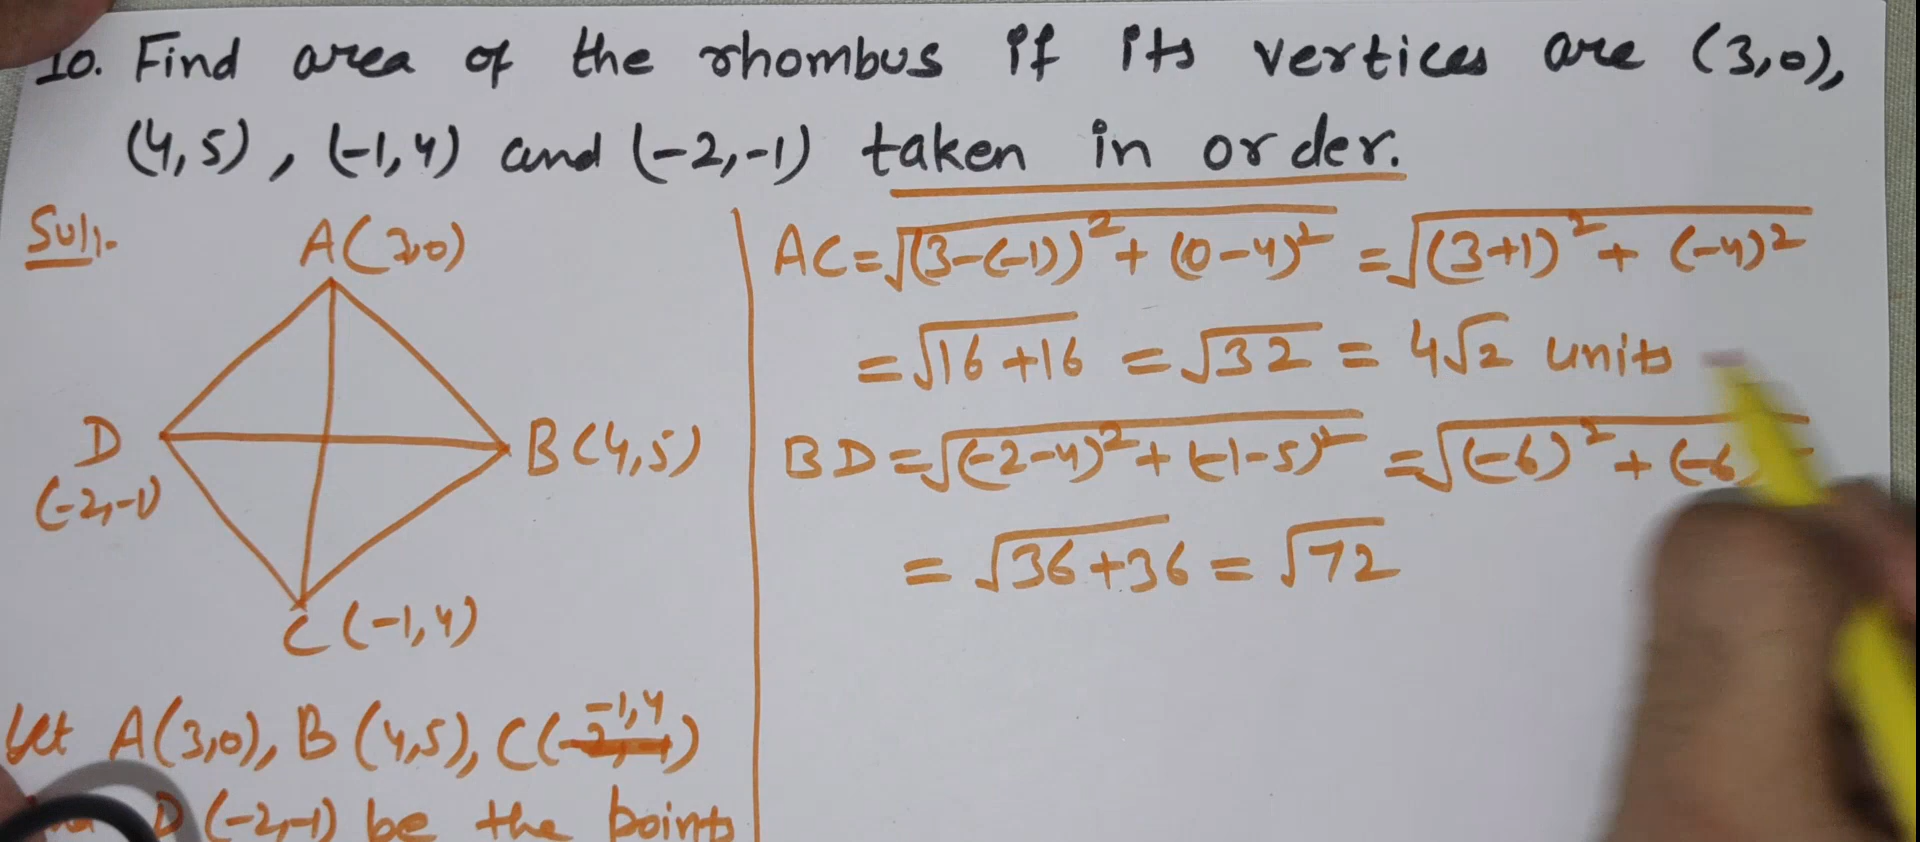 10. Find area of the rhombus if its vertices are (3,0),
(4,5), (-1,4) and (-2,-1) taken in order.
Sol.
A(3,0)
D
(-2,-1)
B(4,5)
C(-1,4)
Let A(3,0), B(4,5), C(-2,-1) -1,4
D(-2,-1) be the points
AC=√(3-(-1))²+(0-4)² =√(3+1)²+(-4)²
=√16+16 =√32 = 4√2 units
BD=√(-2-4)²+(-1-5)² =√(-6)²+(-6
= √36+36 = √72